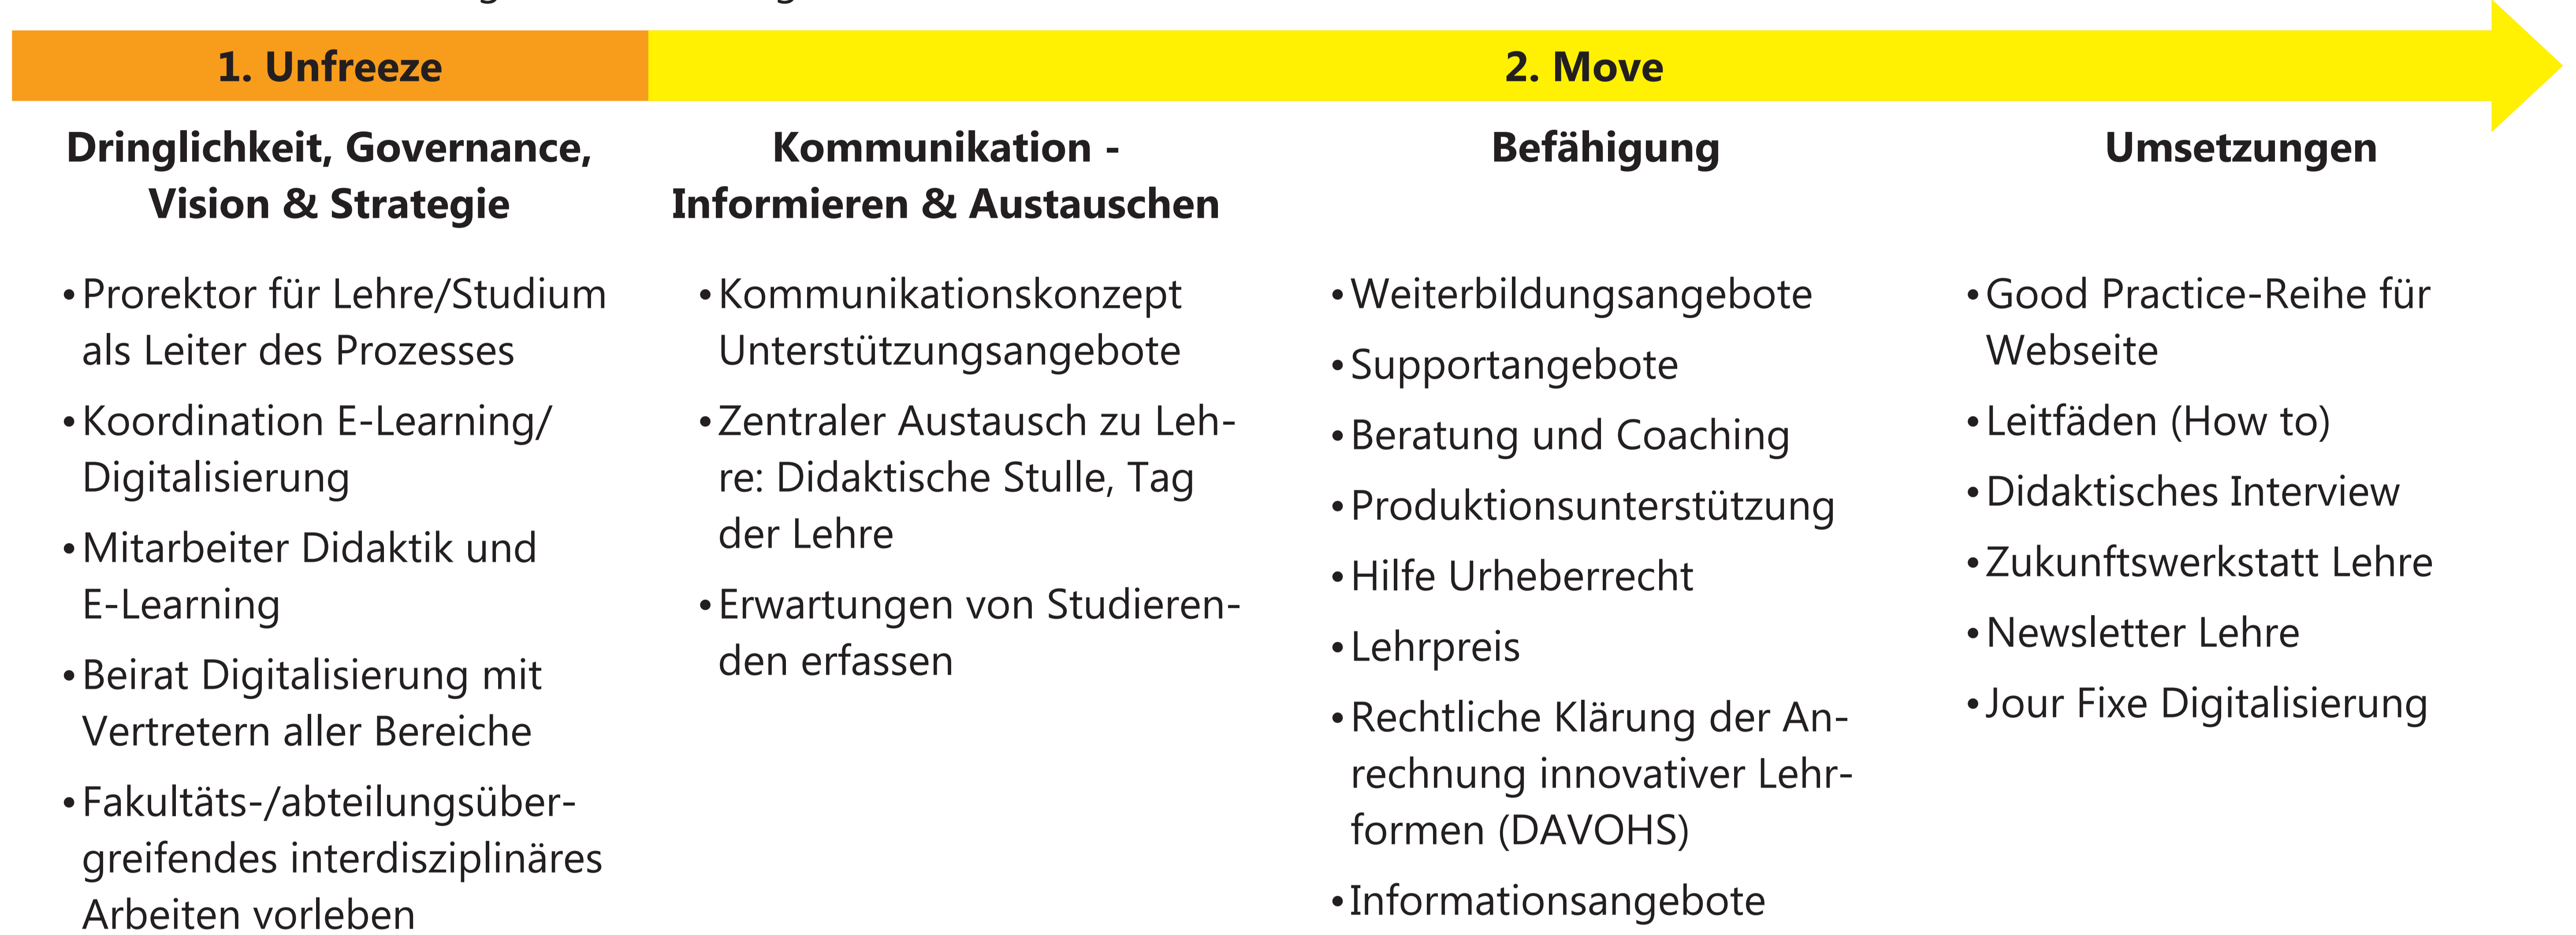 1. Unfreeze
2. Move
Dringlichkeit, Governance,
Vision & Strategie
• Prorektor für Lehre/Studium
als Leiter des Prozesses
• Koordination E-Learning/
Digitalisierung
• Mitarbeiter Didaktik und
E-Learning
• Beirat Digitalisierung mit
Vertretern aller Bereiche
• Fakultäts-/abteilungsüber-
greifendes interdisziplinäres
Arbeiten vorleben
Kommunikation -
Informieren & Austauschen
• Kommunikationskonzept
Unterstützungsangebote
• Zentraler Austausch zu Leh-
re: Didaktische Stulle, Tag
der Lehre
• Erwartungen von Studieren-
den erfassen
Befähigung
• Weiterbildungsangebote
• Supportangebote
• Beratung und Coaching
• Produktionsunterstützung
• Hilfe Urheberrecht
• Lehrpreis
• Rechtliche Klärung der An-
rechnung innovativer Lehr-
formen (DAVOHS)
• Informationsangebote
Umsetzungen
• Good Practice-Reihe für
Webseite
• Leitfäden (How to)
• Didaktisches Interview
• Zukunftswerkstatt Lehre
• Newsletter Lehre
• Jour Fixe Digitalisierung